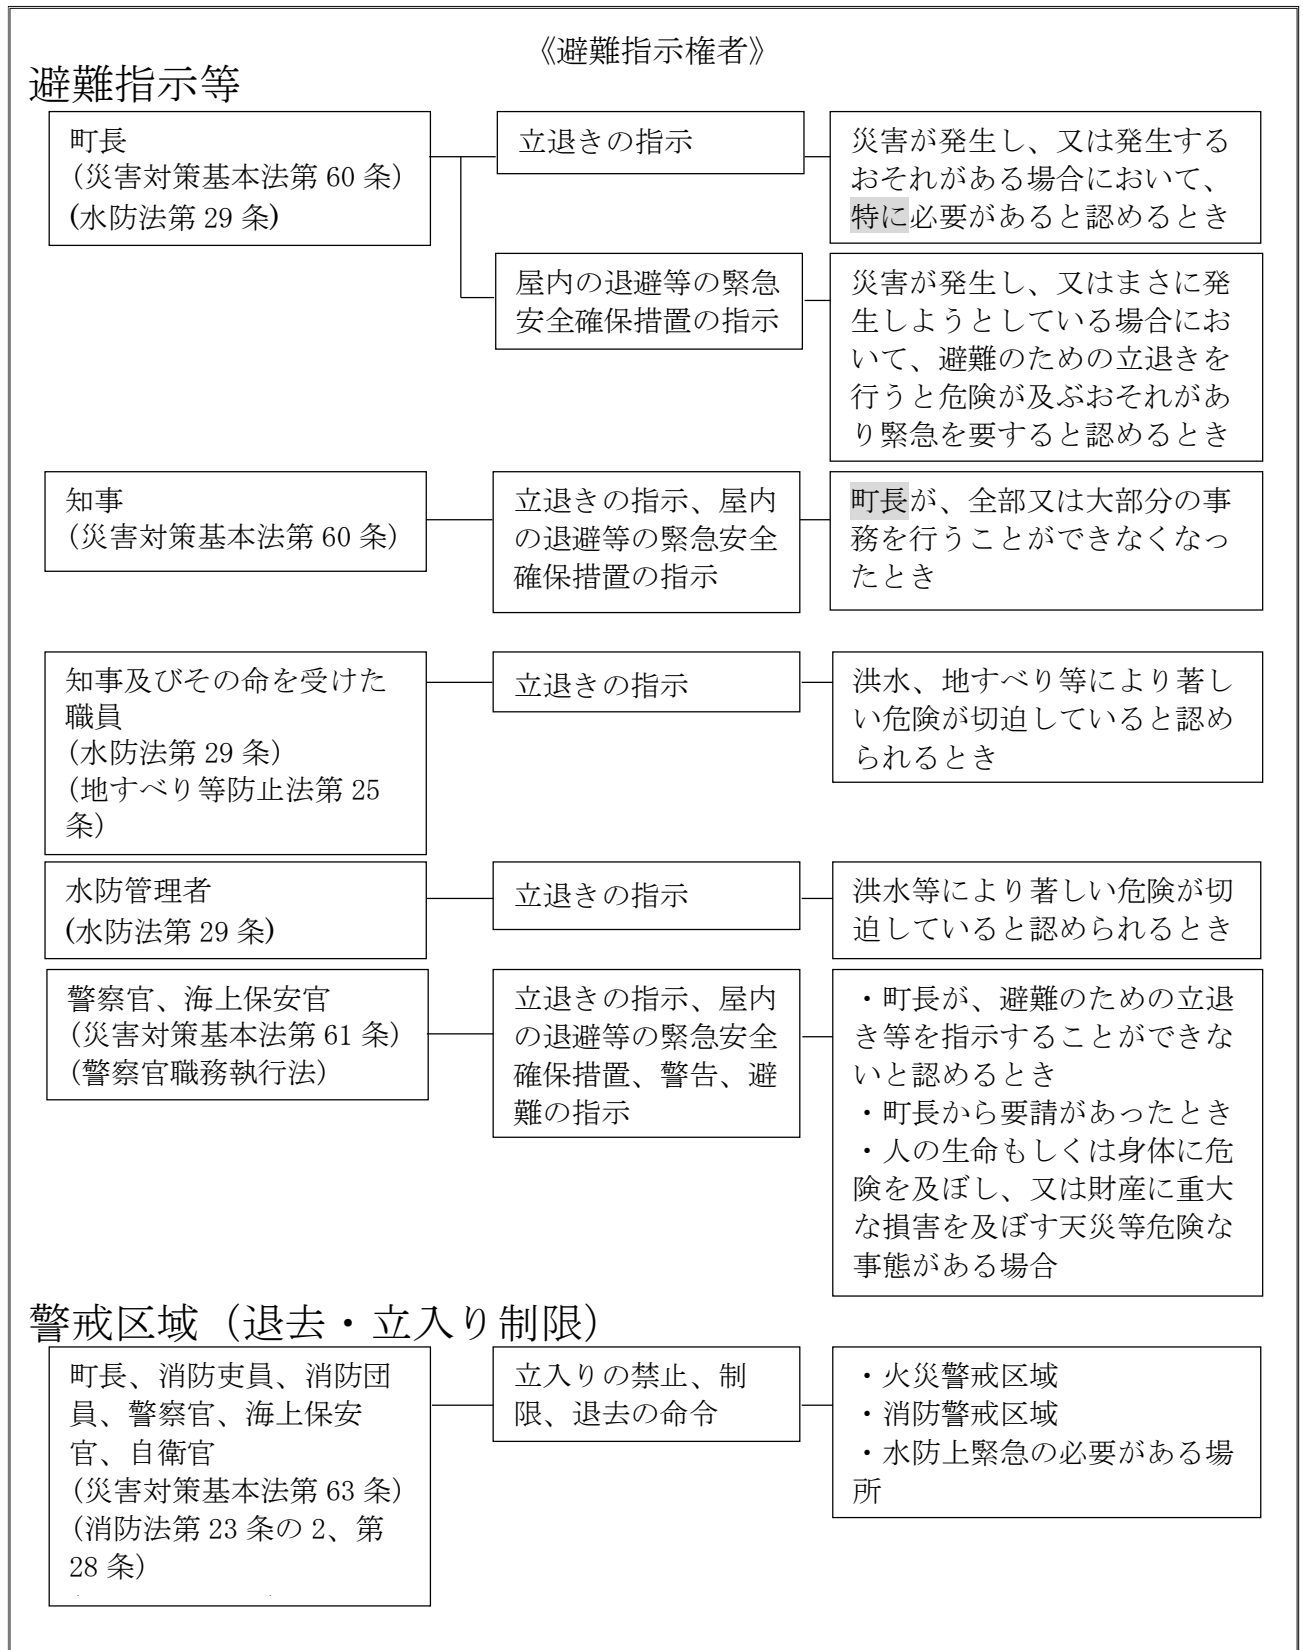 《避難指示権者》
避難指示等
町長
(災害対策基本法第 60 条)
(水防法第 29 条)
立退きの指示
災害が発生し、又は発生する
おそれがある場合において、
特に必要があると認めるとき
屋内の退避等の緊急
安全確保措置の指示
災害が発生し、又はまさに発
生しようとしている場合にお
いて、避難のための立退きを
行うと危険が及ぶおそれがあ
り緊急を要すると認めるとき
知事
(災害対策基本法第 60 条)
立退きの指示、屋内
の退避等の緊急安全
確保措置の指示
町長が、全部又は大部分の事
務を行うことができなくなっ
たとき
知事及びその命を受けた
職員
(水防法第 29 条)
(地すべり等防止法第 25
条)
立退きの指示
洪水、地すべり等により著し
い危険が切迫していると認め
られるとき
水防管理者
(水防法第 29 条)
立退きの指示
洪水等により著しい危険が切
迫していると認められるとき
警察官、海上保安官
(災害対策基本法第 61 条)
(警察官職務執行法)
立退きの指示、屋内
の退避等の緊急安全
確保措置、警告、避
難の指示
・町長が、避難のための立退
き等を指示することができな
いと認めるとき
・町長から要請があったとき
・人の生命もしくは身体に危
険を及ぼし、又は財産に重大
な損害を及ぼす天災等危険な
事態がある場合
警戒区域（退去・立入り制限）
町長、消防吏員、消防団
員、警察官、海上保安
官、自衛官
(災害対策基本法第 63 条)
(消防法第 23 条の 2、第
28 条)
立入りの禁止、制
限、退去の命令
・火災警戒区域
・消防警戒区域
・水防上緊急の必要がある場
所